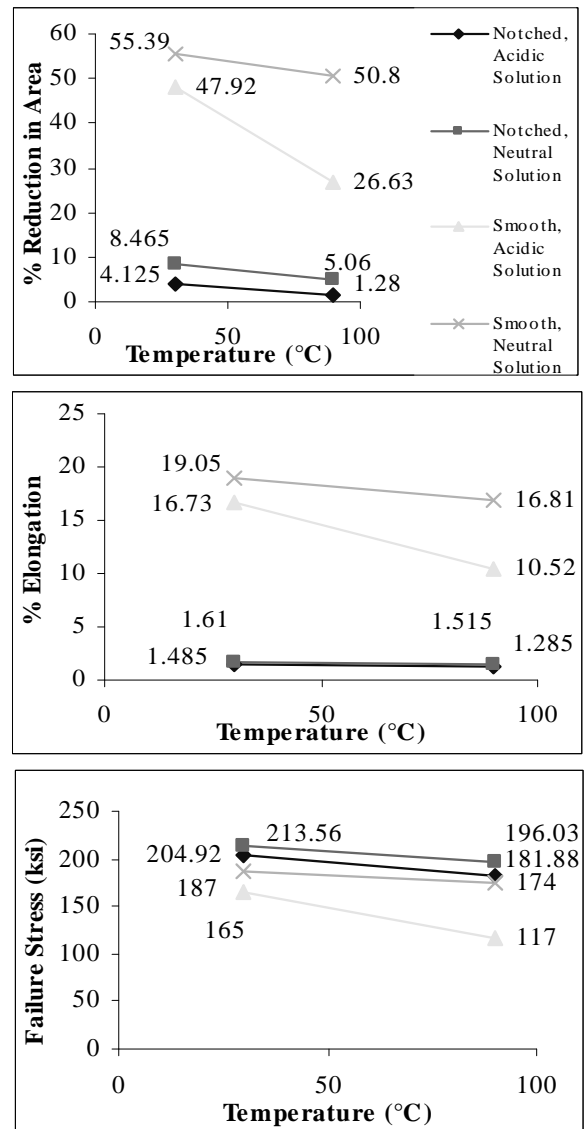 60
50
40
30
20
10
0
% Reduction in Area
55.39
50.8
47.92
26.63
8.465
5.06
4.125
1.28
0 50 100
Temperature (°C)
Notched,
Acidic
Solution
Notched,
Neutral
Solution
Smooth,
Acidic
Solution
Smooth,
Neutral
Solution
25
20
15
10
5
0
% Elongation
19.05
16.81
16.73
10.52
1.61
1.515
1.485
1.285
0 50 100
Temperature (°C)
250
200
150
100
50
0
Failure Stress (ksi)
213.56
196.03
204.92
181.88
187
174
165
117
0 50 100
Temperature (°C)